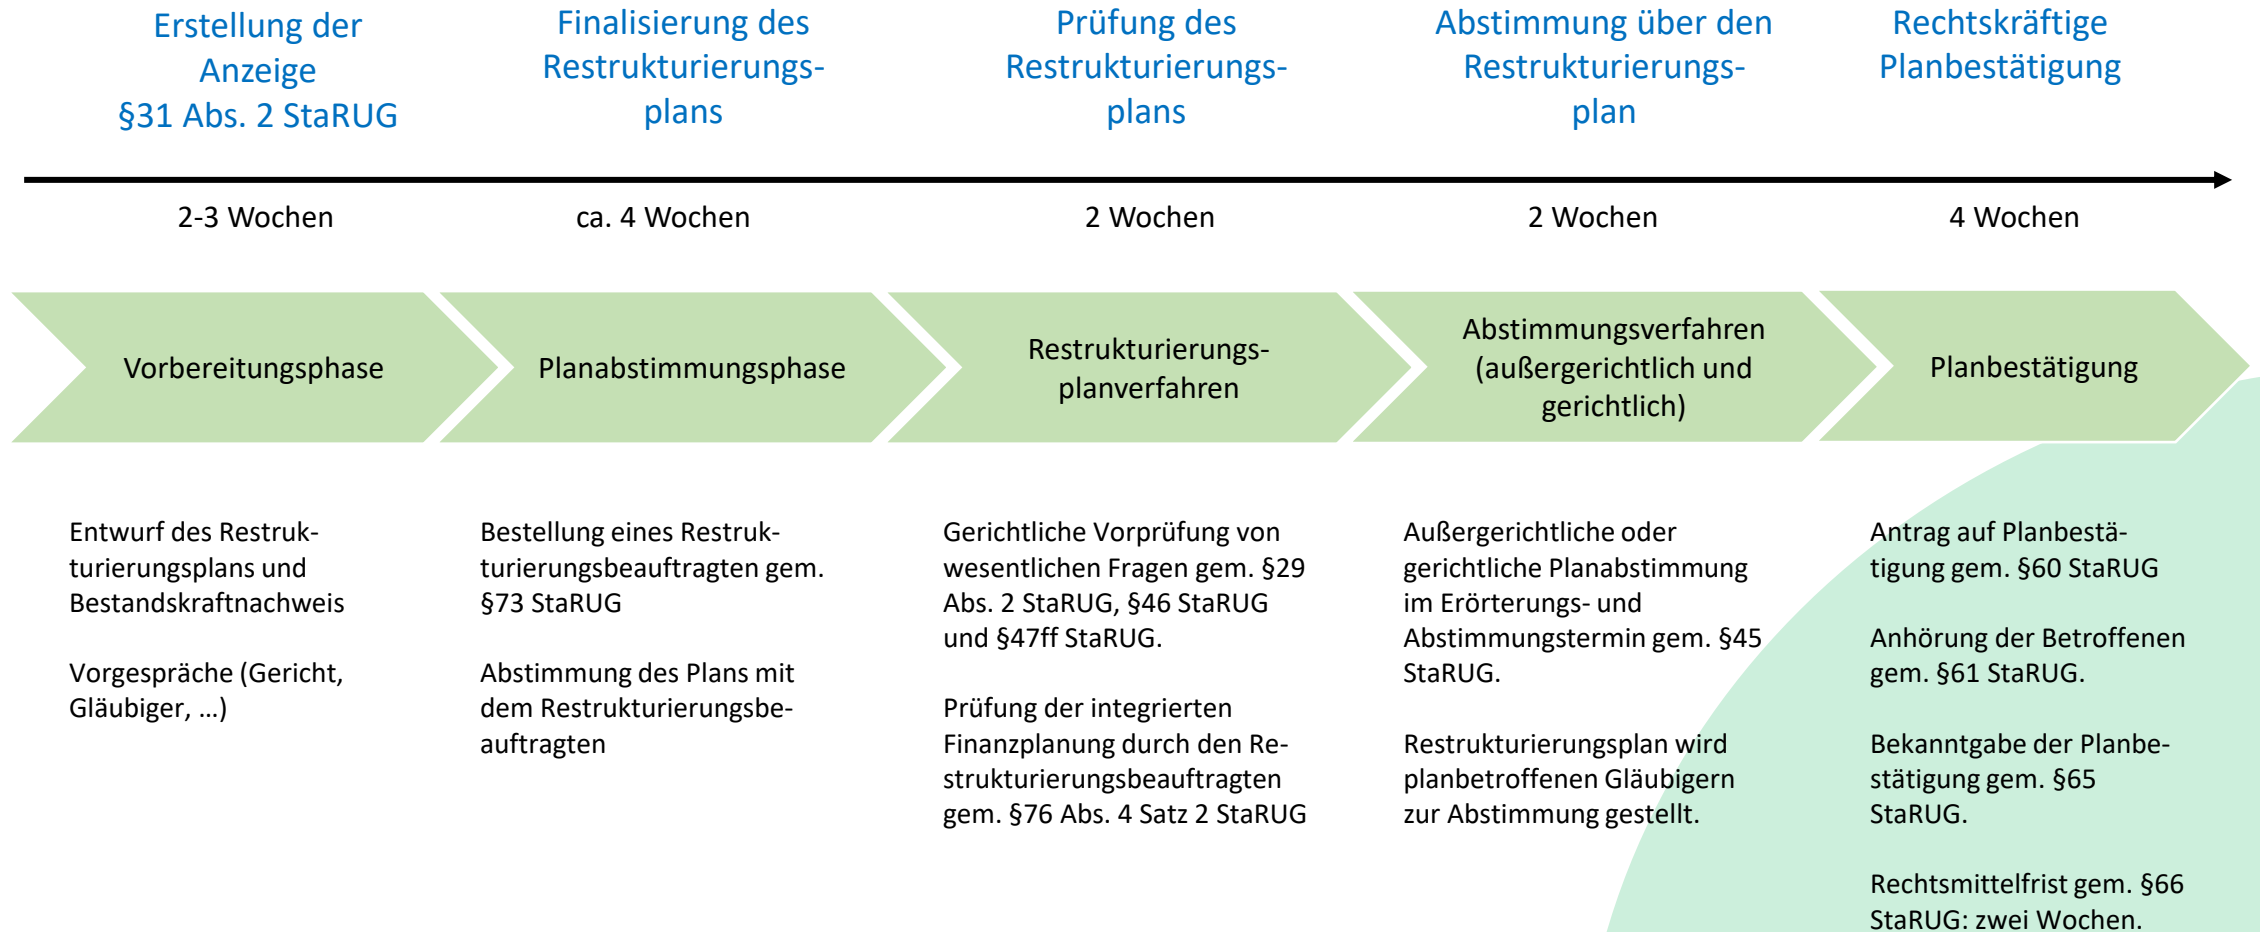 Erstellung der
Anzeige
§31 Abs. 2 StaRUG
Finalisierung des
Restrukturierungs-
plans
Prüfung des
Restrukturierungs-
plans
Abstimmung über den
Restrukturierungs-
plan
Rechtskräftige
Planbestätigung
2-3 Wochen
ca. 4 Wochen
2 Wochen
2 Wochen
4 Wochen
Vorbereitungsphase
Planabstimmungsphase
Restrukturierungs-
planverfahren
Abstimmungsverfahren
(außergerichtlich und
gerichtlich)
Planbestätigung
Entwurf des Restruk-
turierungsplans und
Bestandskraftnachweis
Vorgespräche (Gericht,
Gläubiger, …)
Bestellung eines Restruk-
turierungsbeauftragten gem.
§73 StaRUG
Abstimmung des Plans mit
dem Restrukturierungsbe-
auftragten
Gerichtliche Vorprüfung von
wesentlichen Fragen gem. §29
Abs. 2 StaRUG, §46 StaRUG
und §47ff StaRUG.
Prüfung der integrierten
Finanzplanung durch den Re-
strukturierungsbeauftragten
gem. §76 Abs. 4 Satz 2 StaRUG
Außergerichtliche oder
gerichtliche Planabstimmung
im Erörterungs- und
Abstimmungstermin gem. §45
StaRUG.
Restrukturierungsplan wird
planbetroffenen Gläubigern
zur Abstimmung gestellt.
Antrag auf Planbestä-
tigung gem. §60 StaRUG
Anhörung der Betroffenen
gem. §61 StaRUG.
Bekanntgabe der Planbe-
stätigung gem. §65
StaRUG.
Rechtsmittelfrist gem. §66
StaRUG: zwei Wochen.